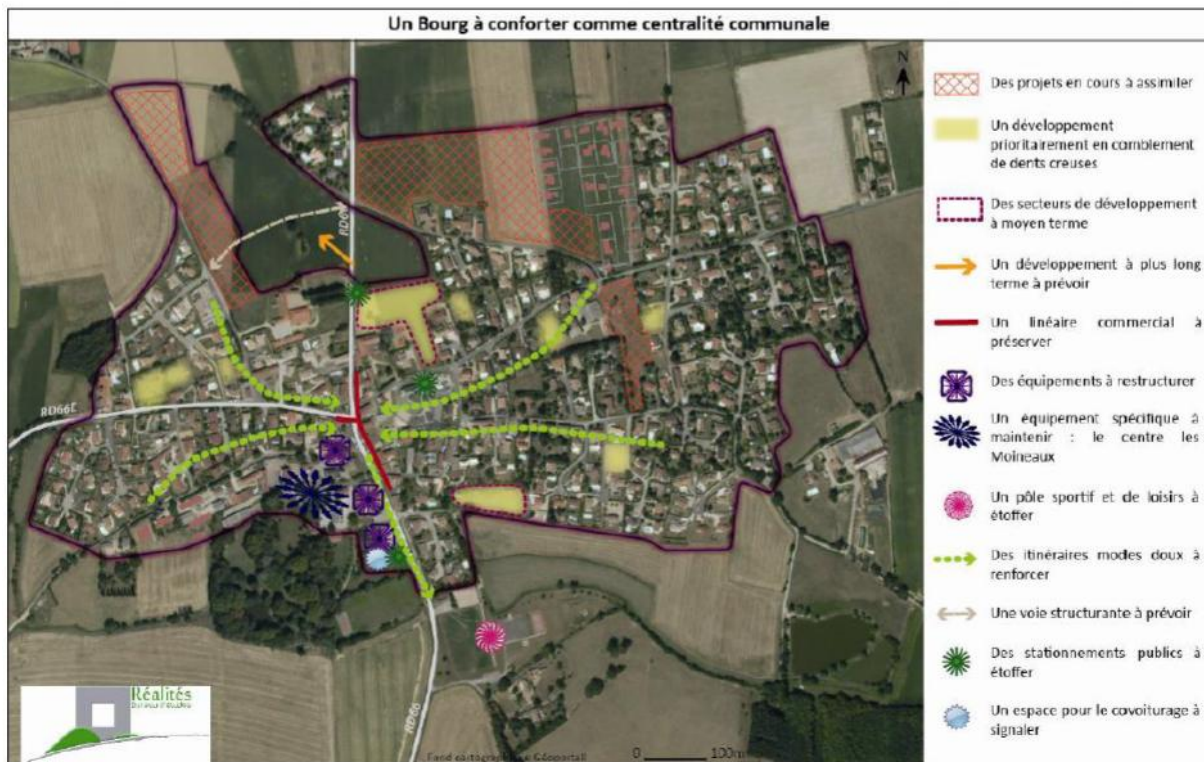 Un Bourg à conforter comme centralité communale
N
Des projets en cours à assimiler
Un développement
prioritairement en comblement
de dents creuses
Des secteurs de développement
à moyen terme
Un développement à plus long
terme à prévoir
Un linéaire commercial à
préserver
Des équipements à restructurer
Un équipement spécifique à
maintenir : le centre les
Moineaux
Un pôle sportif et de loisirs à
étoffer
Des itinéraires modes doux à
renforcer
Une voie structurante à prévoir
Des stationnements publics à
étoffer
Un espace pour le covoiturage à
signaler
RD66E
Réalités
Fond cartographique Géoportail
0 100m